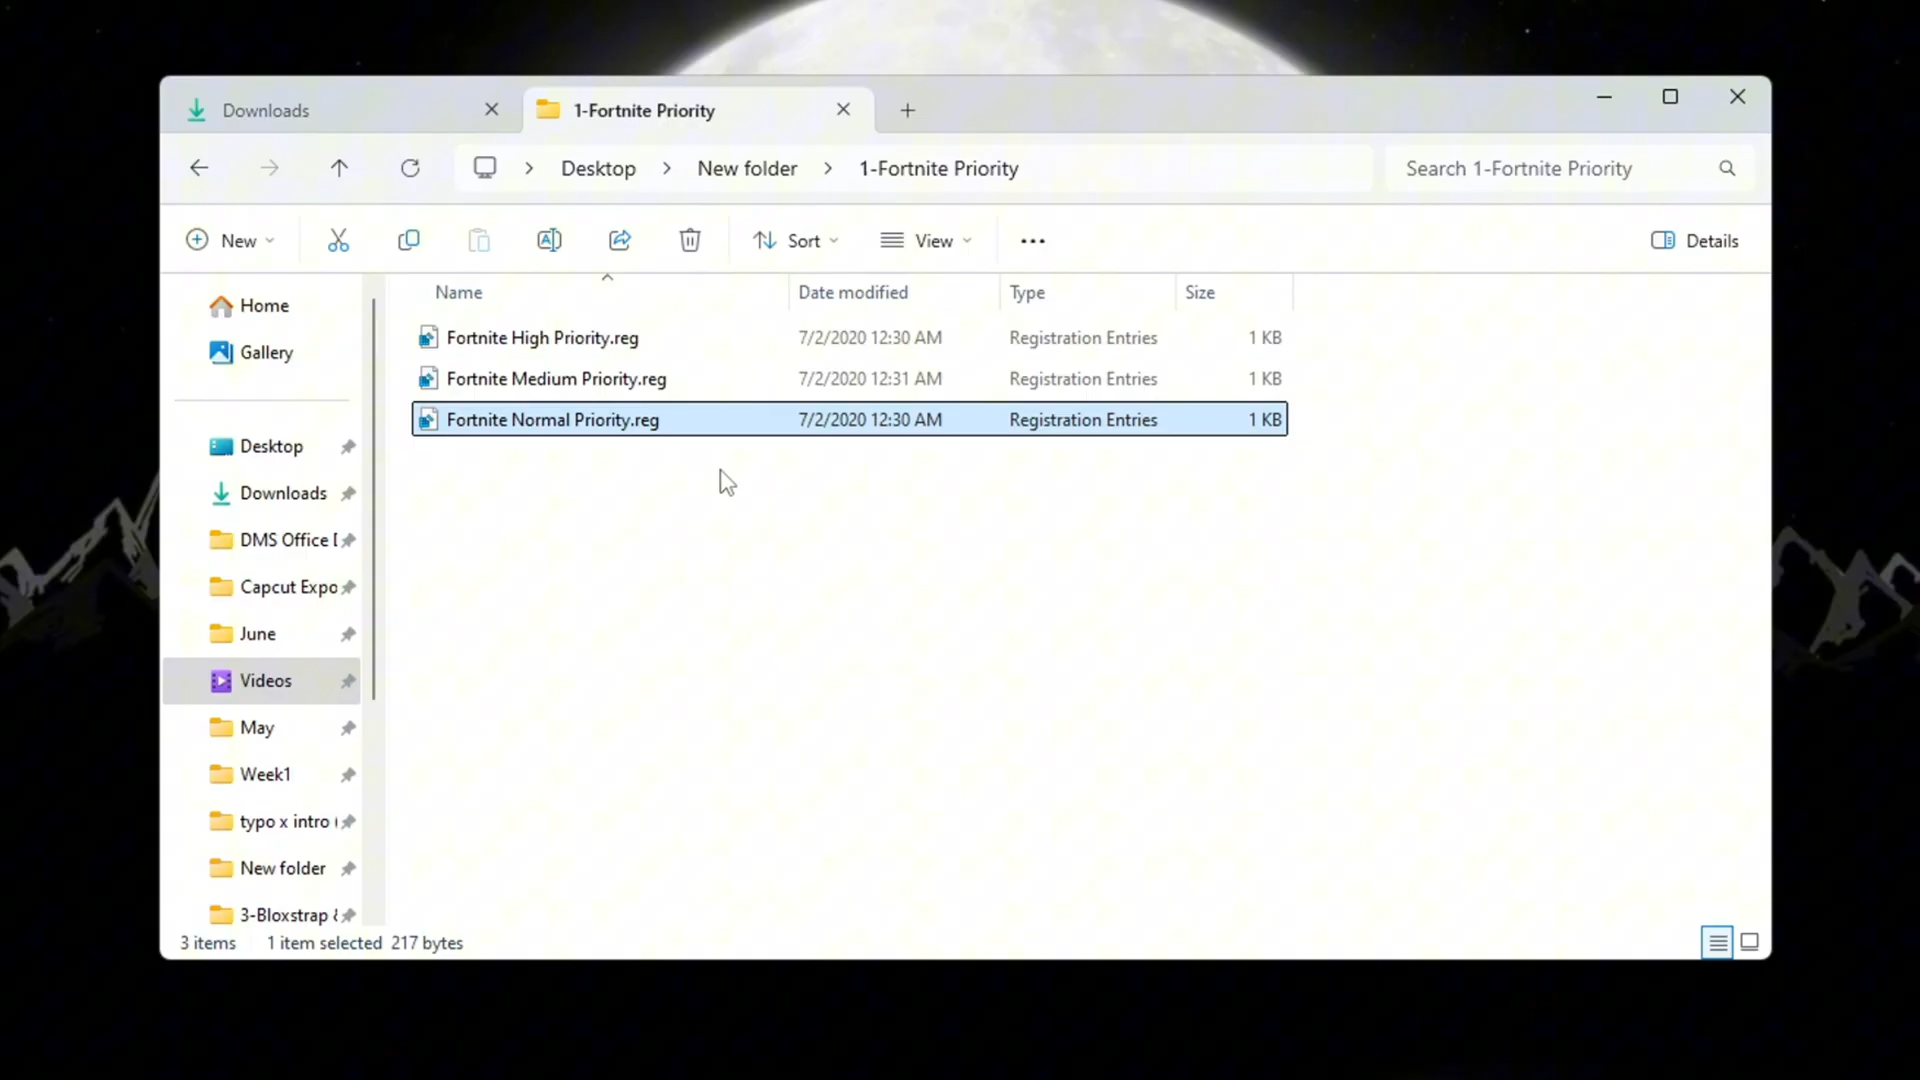 Downloads
1-Fortnite Priority
Desktop
New folder
1-Fortnite Priority
Search 1-Fortnite Priority
New
Sort
View
Details
Name
Date modified
Type
Size
Fortnite High Priority.reg 7/2/2020 12:30 AM Registration Entries 1 KB
Fortnite Medium Priority.reg 7/2/2020 12:31 AM Registration Entries 1 KB
Fortnite Normal Priority.reg 7/2/2020 12:30 AM Registration Entries 1 KB
Home
Gallery
Desktop
Downloads
DMS Office
Capcut Expo
June
Videos
May
Week1
typo x intro
New folder
3-Bloxstrap
3 items 1 item selected 217 bytes